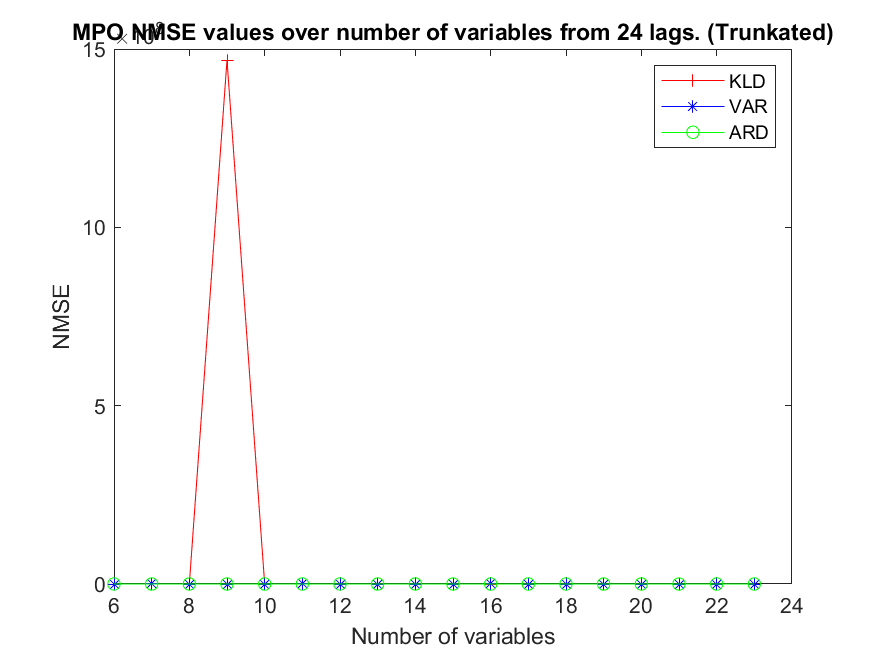 MPO NMSE values over number of variables from 24 lags. (Trunkated)
15
10
5
0
NMSE
KLD
VAR
ARD
6 8 10 12 14 16 18 20 22 24
Number of variables